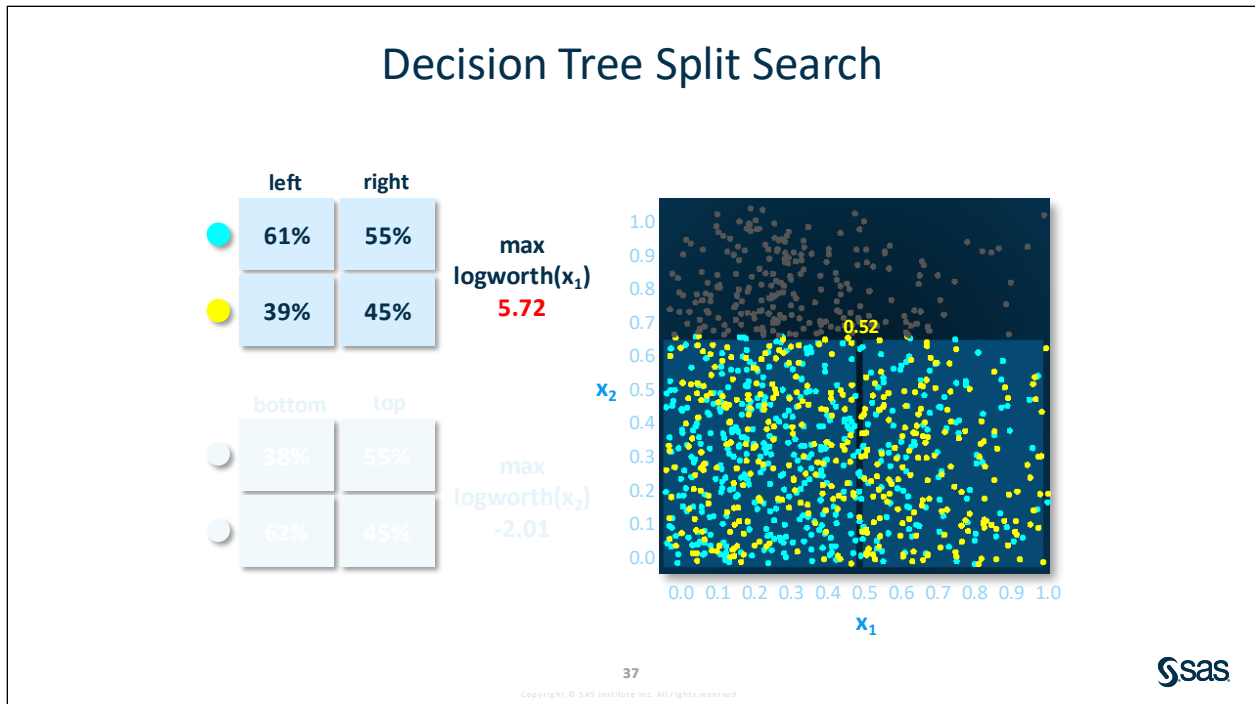 Decision Tree Split Search
left right
61% 55%
39% 45%
max
logworth(x₁)
5.72
bottom top
38% 55%
62% 45%
max
logworth(x₂)
-2.01
1.0
0.9
0.8
0.7
0.6
0.5
0.4
0.3
0.2
0.1
0.0
x₂
0.52
0.0 0.1 0.2 0.3 0.4 0.5 0.6 0.7 0.8 0.9 1.0
x₁
37
Copyright © SAS Institute Inc. All rights reserved.
sas